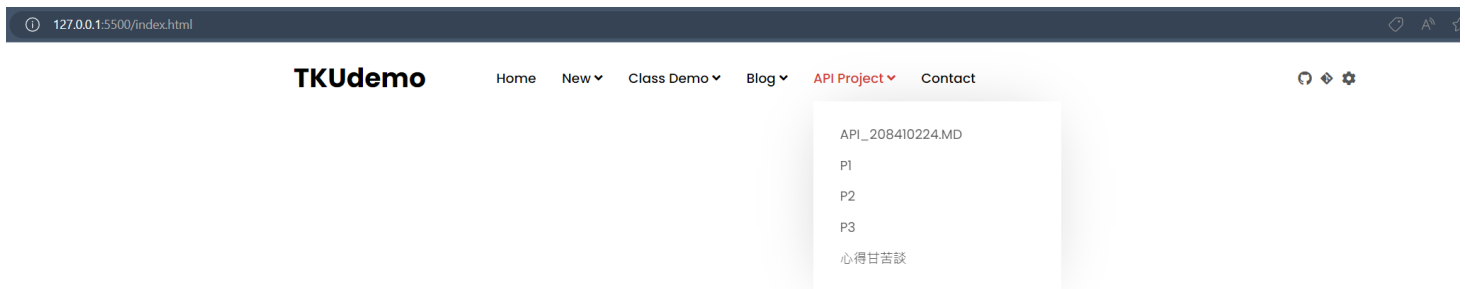 127.0.0.1:5500/index.html
TKUdemo Home New Class Demo Blog API Project Contact
API_208410224.MD
P1
P2
P3
心得甘苦談